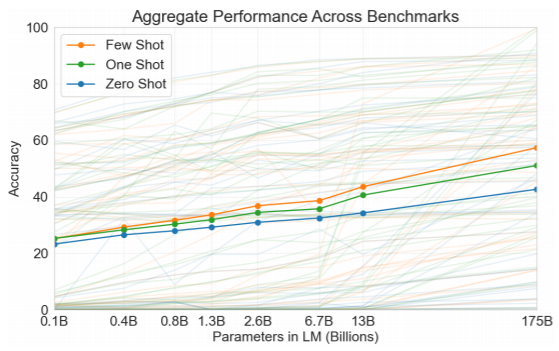 Aggregate Performance Across Benchmarks
100
80
60
40
20
0
Accuracy
Few Shot
One Shot
Zero Shot
0.1B 0.4B 0.8B 1.3B 2.6B 6.7B 13B 175B
Parameters in LM (Billions)